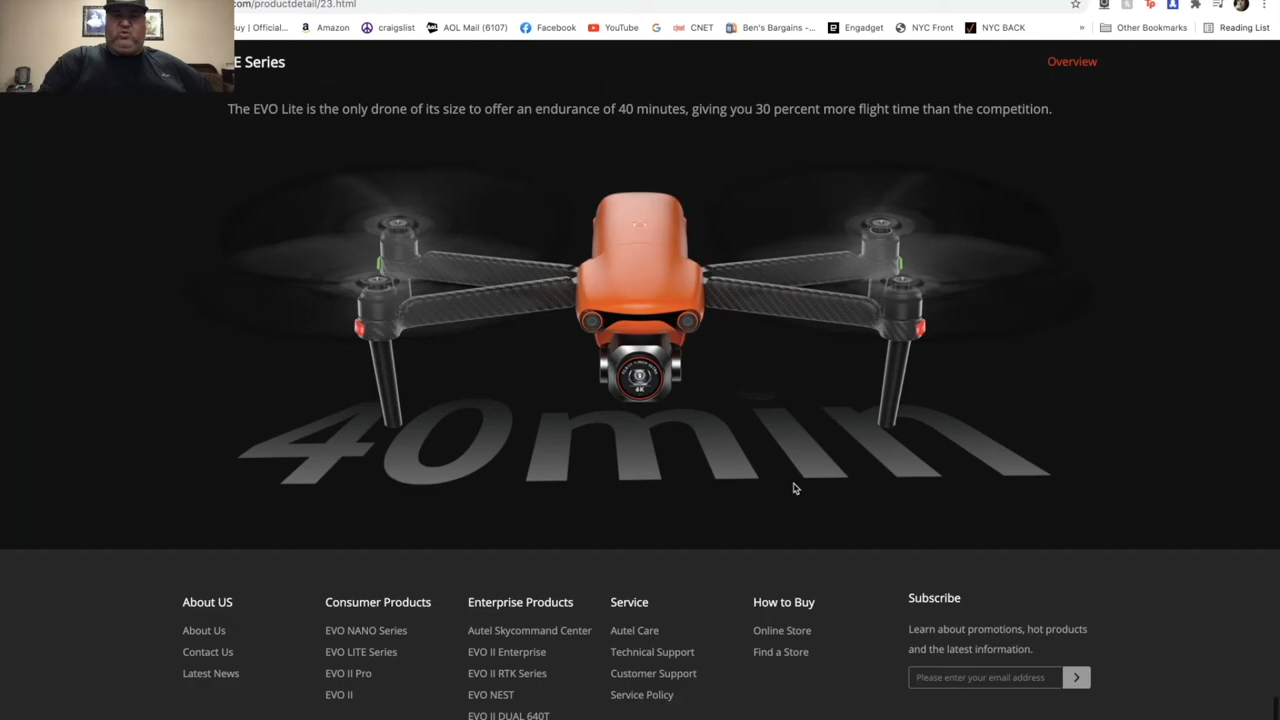 com/productdetail/23.html
uy | Official... Amazon craigslist AOL Mail (6107) Facebook YouTube CNET Ben's Bargains -... Engadget NYC Front NYC BACK » Other Bookmarks Reading List
E Series
Overview
The EVO Lite is the only drone of its size to offer an endurance of 40 minutes, giving you 30 percent more flight time than the competition.
6K
40min
About US
About Us
Contact Us
Latest News
Consumer Products
EVO NANO Series
EVO LITE Series
EVO II Pro
EVO II
Enterprise Products
Autel Skycommand Center
EVO II Enterprise
EVO II RTK Series
EVO NEST
EVO II DUAL 640T
Service
Autel Care
Technical Support
Customer Support
Service Policy
How to Buy
Online Store
Find a Store
Subscribe
Learn about promotions, hot products
and the latest information.
Please enter your email address